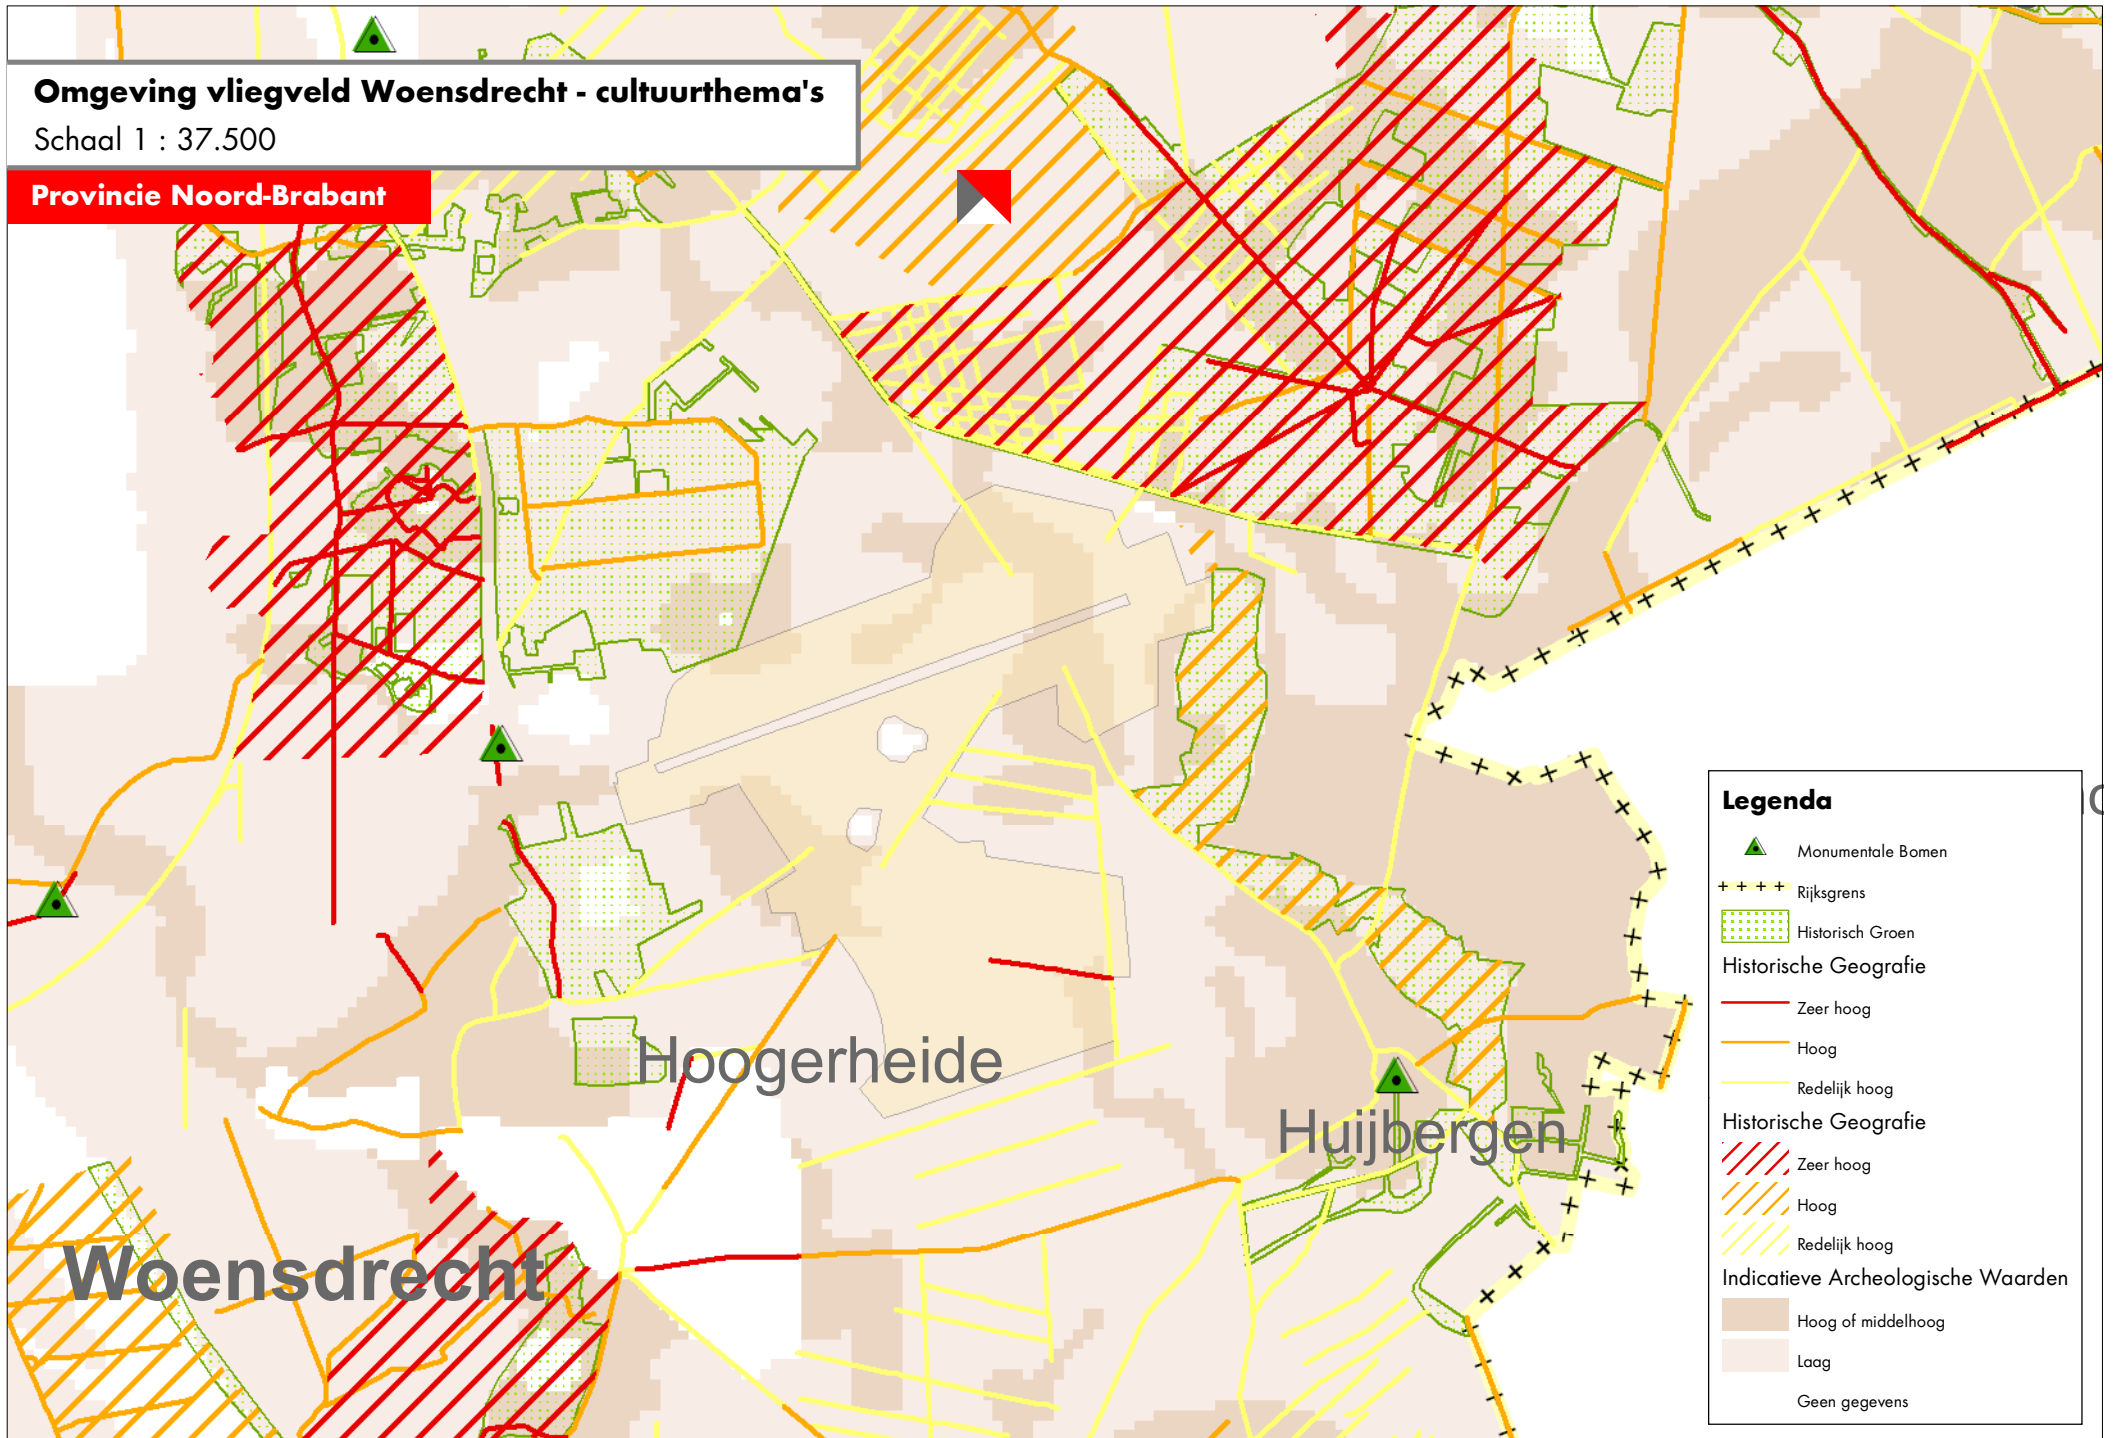 Omgeving vliegveld Woensdrecht - cultuurthema's
Schaal 1 : 37.500
Provincie Noord-Brabant
Hoogerheide
Huijbergen
Woensdrecht
Legenda
Monumentale Bomen
Rijksgrens
Historisch Groen
Historische Geografie
Zeer hoog
Hoog
Redelijk hoog
Historische Geografie
Zeer hoog
Hoog
Redelijk hoog
Indicatieve Archeologische Waarden
Hoog of middelhoog
Laag
Geen gegevens